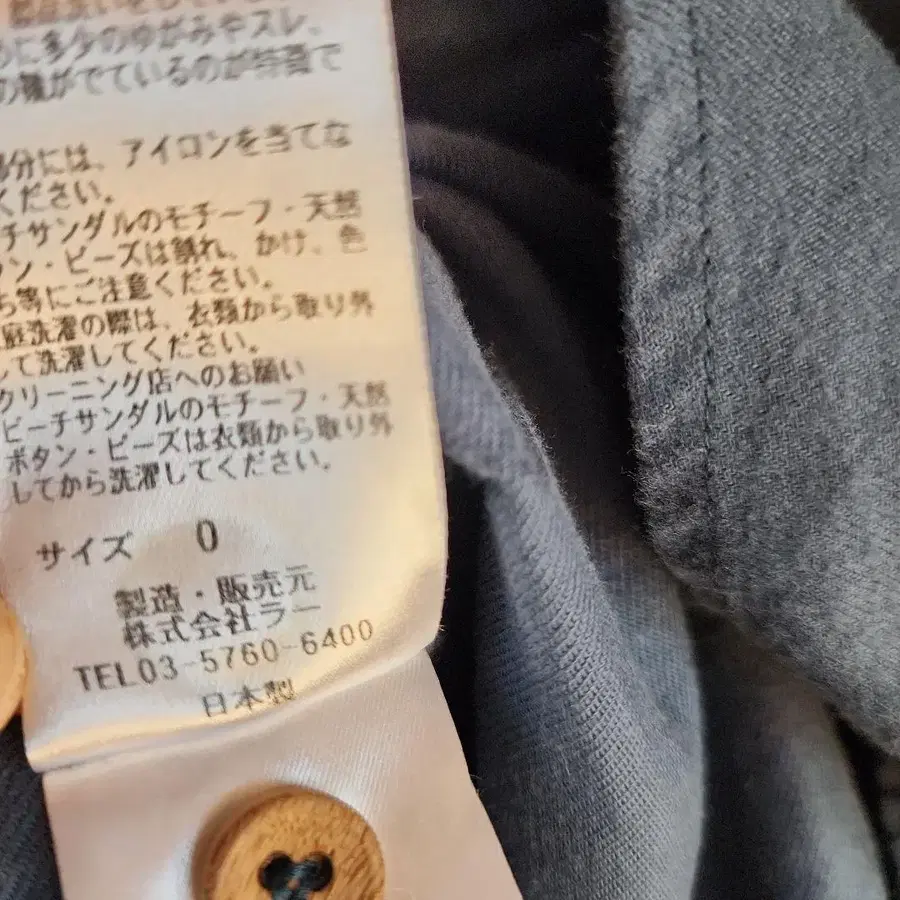 に多少のゆがみやスレ、
がでているのが特徴で
部分には、アイロンを当てな
ください。
チサンダルのモチーフ・天然
ン・ビーズは割れ、かけ、色
ち等にご注意ください。
庭洗濯の際は、衣類から取り外
して洗濯してください。
クリーニング店へのお願い
ビーチサンダルのモチーフ・天然
ボタン・ビーズは衣類から取り外
してから洗濯してください。
サイズ 0
製造・販売元
株式会社ラー
TEL03-5760-6400
日本製